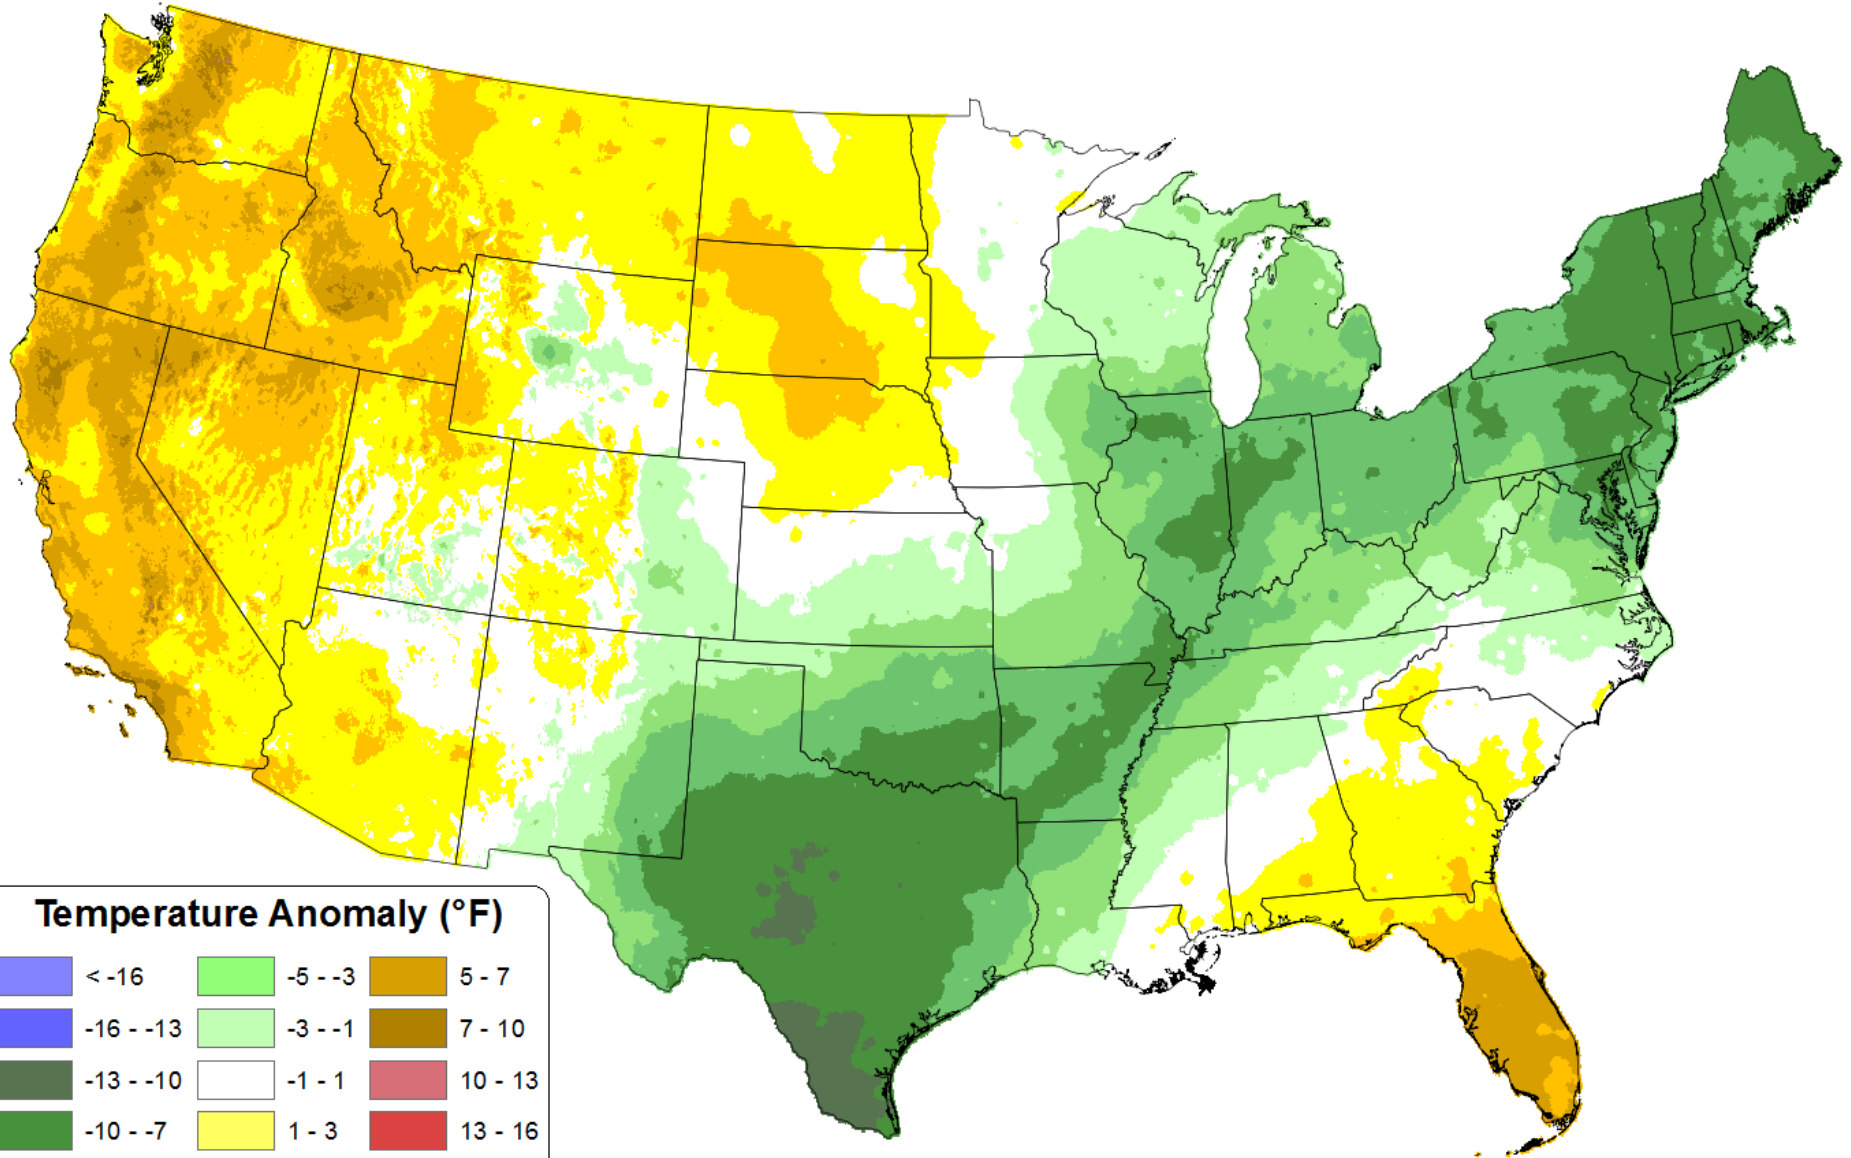 Temperature Anomaly (°F)
< -16 -5 - -3 5 - 7
-16 - -13 -3 - -1 7 - 10
-13 - -10 -1 - 1 10 - 13
-10 - -7 1 - 3 13 - 16